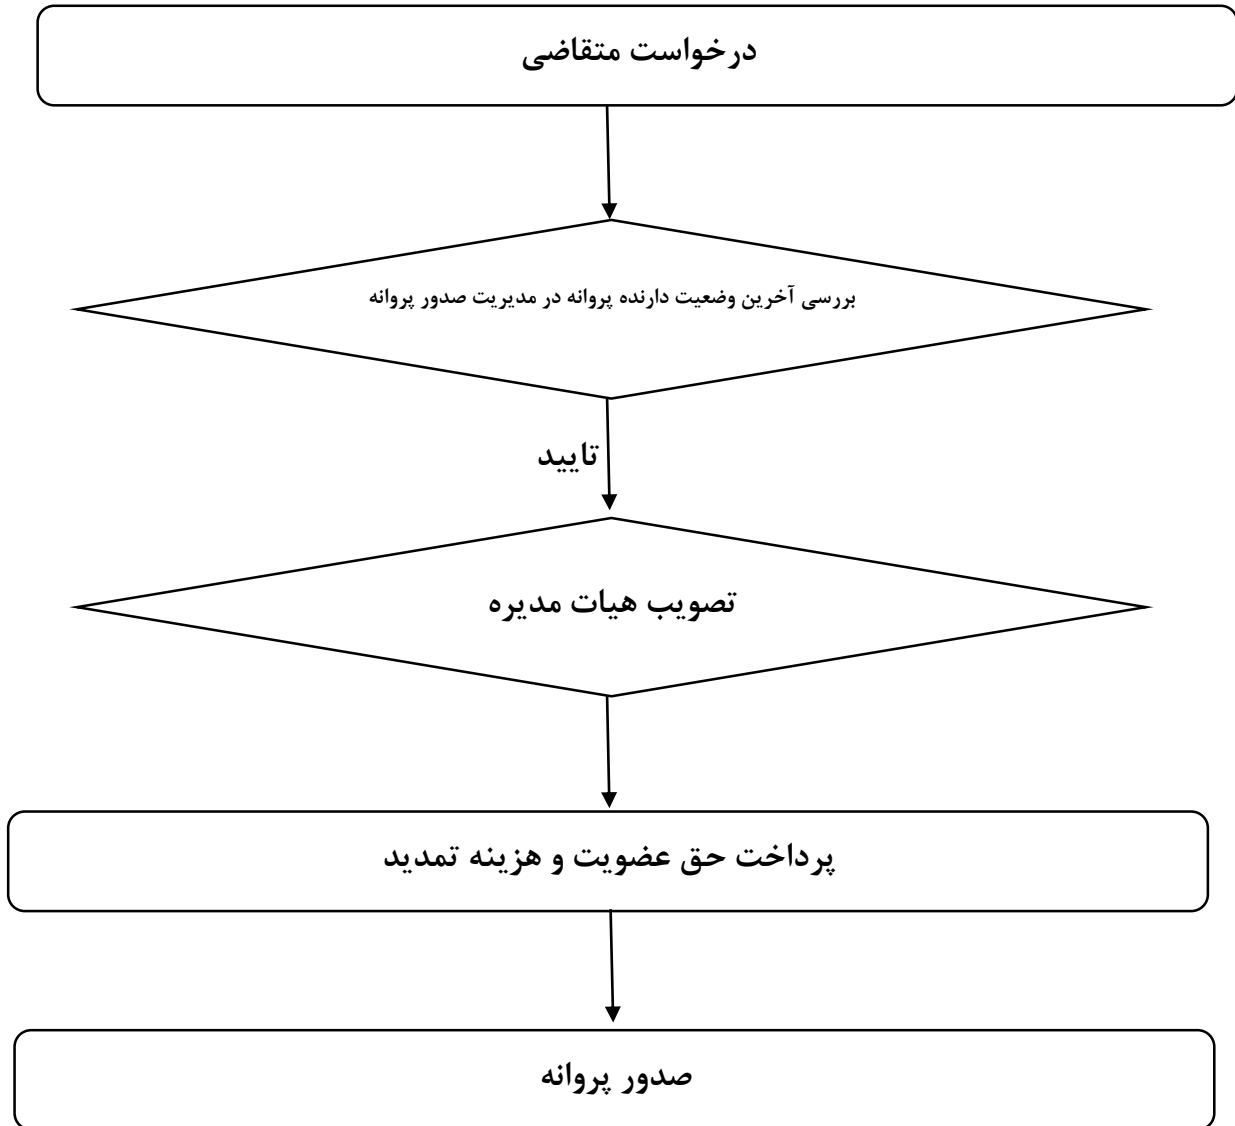 درخواست متقاضی
بررسی آخرین وضعیت دارنده پروانه در مدیریت صدور پروانه
تایید
تصویب هیات مدیره
پرداخت حق عضویت و هزینه تمدید
صدور پروانه